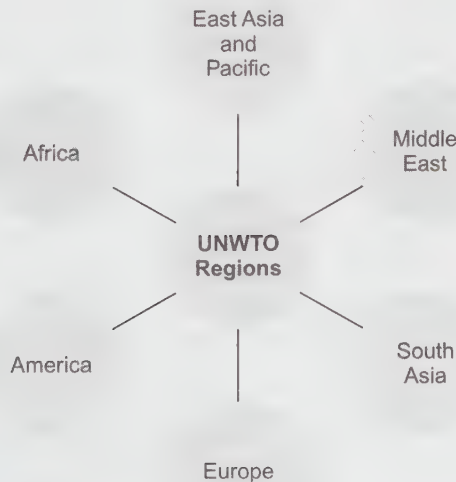 East Asia
and
Pacific
Africa
Middle
East
UNWTO
Regions
America
South
Asia
Europe